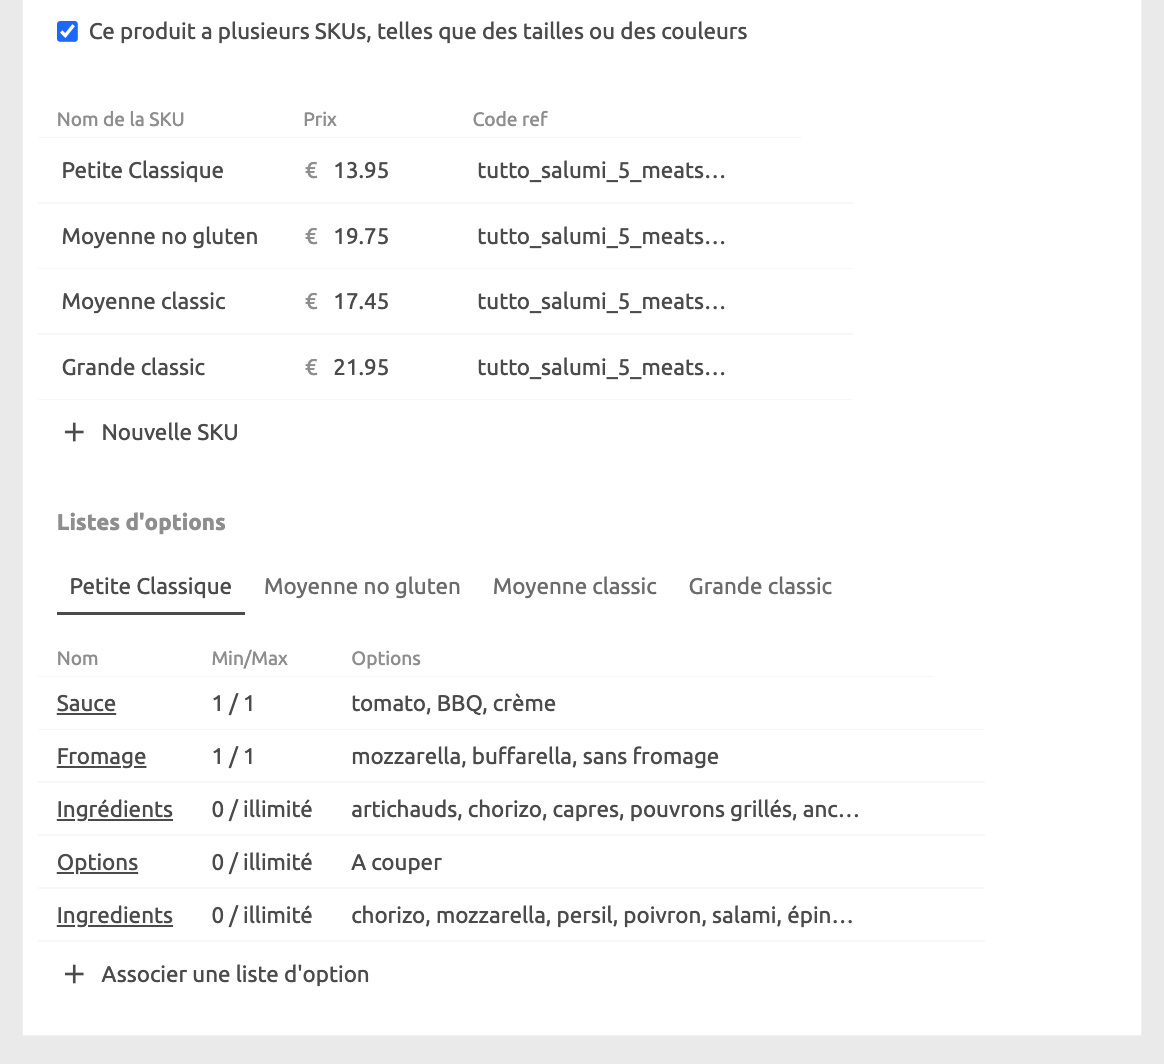 Ce produit a plusieurs SKUs, telles que des tailles ou des couleurs
Nom de la SKU Prix Code ref
Petite Classique € 13.95 tutto_salumi_5_meats...
Moyenne no gluten € 19.75 tutto_salumi_5_meats...
Moyenne classic € 17.45 tutto_salumi_5_meats...
Grande classic € 21.95 tutto_salumi_5_meats...
+ Nouvelle SKU
Listes d'options
Petite Classique Moyenne no gluten Moyenne classic Grande classic
Nom Min/Max Options
Sauce 1 / 1 tomato, BBQ, crème
Fromage 1 / 1 mozzarella, buffarella, sans fromage
Ingrédients 0 / illimité artichauds, chorizo, capres, pouvrons grillés, anc...
Options 0 / illimité A couper
Ingredients 0 / illimité chorizo, mozzarella, persil, poivron, salami, épin...
+ Associer une liste d'option